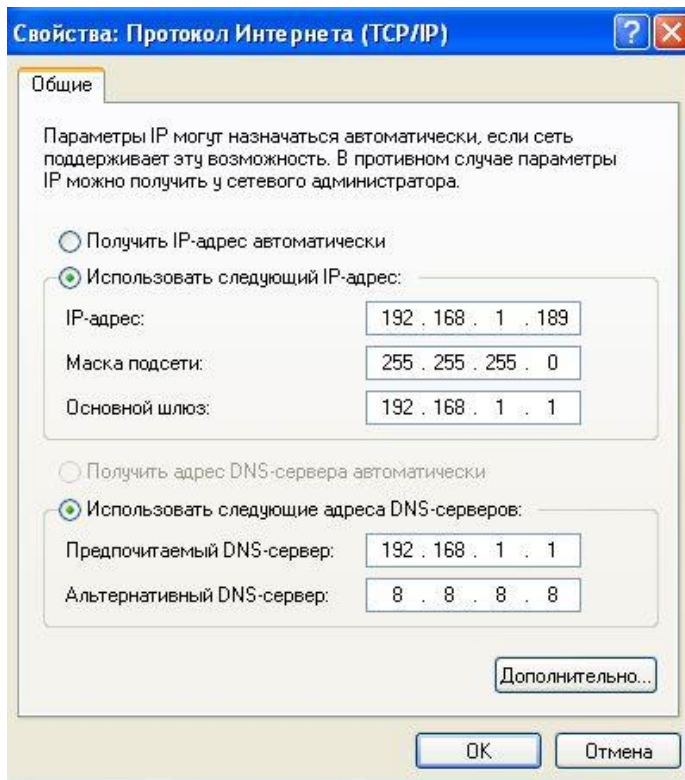 Свойства: Протокол Интернета (TCP/IP)
Общие
Параметры IP могут назначаться автоматически, если сеть
поддерживает эту возможность. В противном случае параметры
IP можно получить у сетевого администратора.
Получить IP-адрес автоматически
Использовать следующий IP-адрес:
IP-адрес: 192 . 168 . 1 . 189
Маска подсети: 255 . 255 . 255 . 0
Основной шлюз: 192 . 168 . 1 . 1
Получить адрес DNS-сервера автоматически
Использовать следующие адреса DNS-серверов:
Предпочитаемый DNS-сервер: 192 . 168 . 1 . 1
Альтернативный DNS-сервер: 8 . 8 . 8 . 8
Дополнительно...
OK Отмена